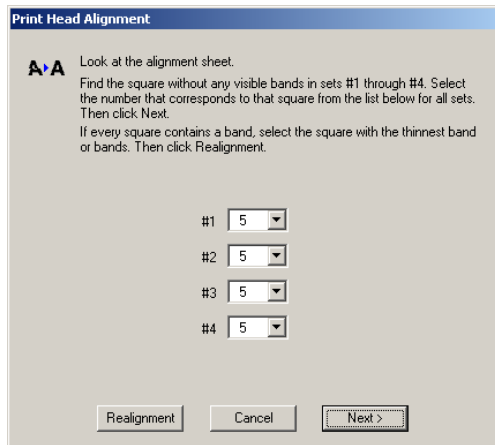 Print Head Alignment
A A Look at the alignment sheet.
Find the square without any visible bands in sets #1 through #4. Select
the number that corresponds to that square from the list below for all sets.
Then click Next.
If every square contains a band, select the square with the thinnest band
or bands. Then click Realignment.
#1 5
#2 5
#3 5
#4 5
Realignment Cancel Next >